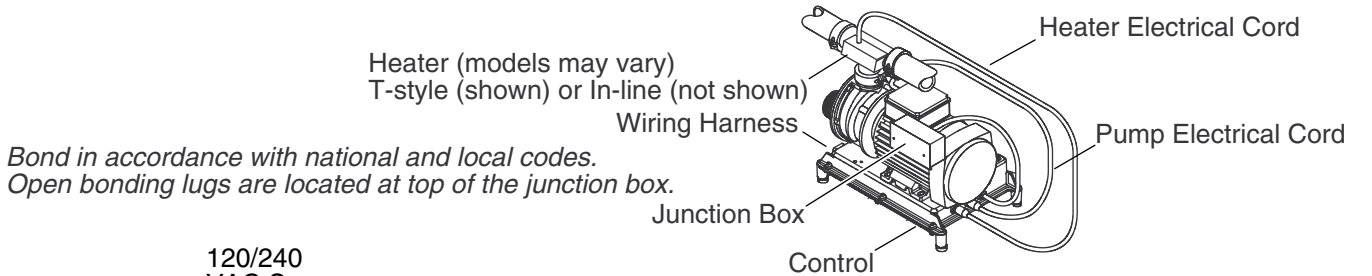 Heater Electrical Cord
Heater (models may vary)
T-style (shown) or In-line (not shown)
Wiring Harness
Pump Electrical Cord
Bond in accordance with national and local codes.
Open bonding lugs are located at top of the junction box.
Junction Box
Control
120/240